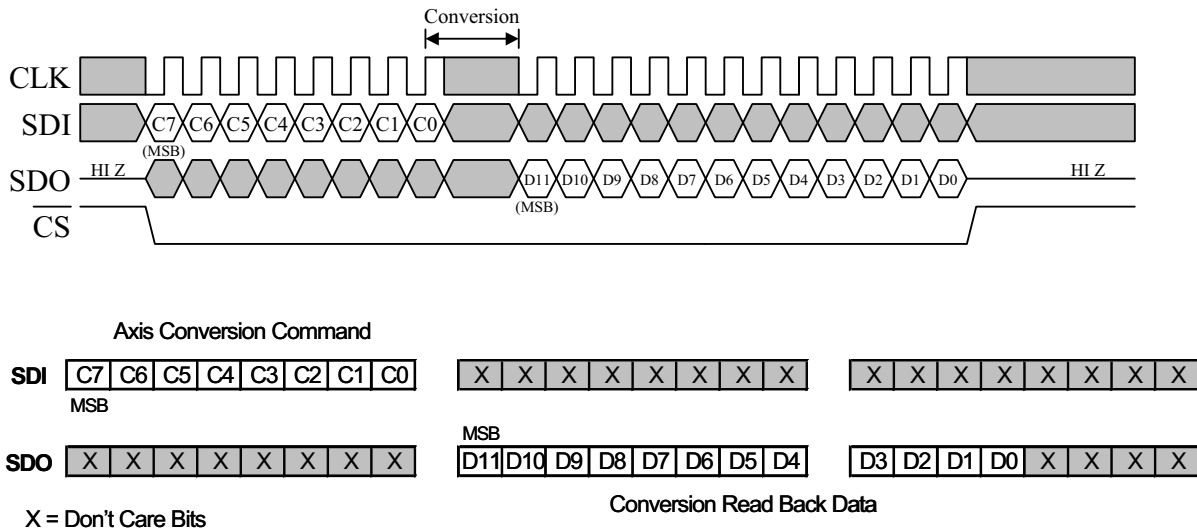 Conversion
CLK
SDI C7 C6 C5 C4 C3 C2 C1 C0
(MSB)
SDO HI Z D11 D10 D9 D8 D7 D6 D5 D4 D3 D2 D1 D0 HI Z
(MSB)
CS
Axis Conversion Command
SDI C7 C6 C5 C4 C3 C2 C1 C0 X X X X X X X X X X X X X X X X
MSB
MSB
SDO X X X X X X X X D11 D10 D9 D8 D7 D6 D5 D4 D3 D2 D1 D0 X X X X
Conversion Read Back Data
X = Don't Care Bits